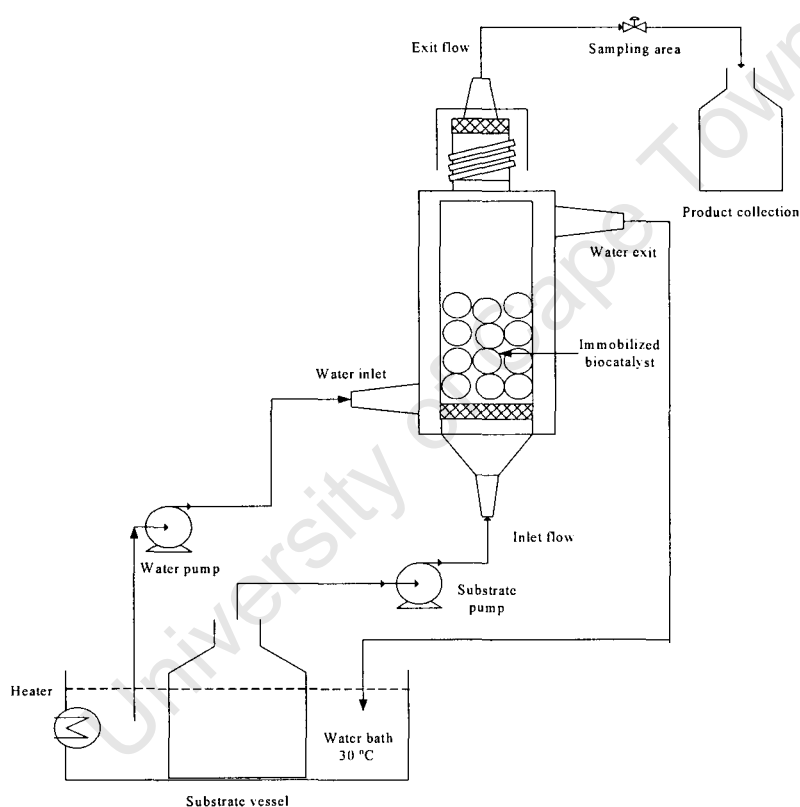 Exit flow
Sampling area
Product collection
Water exit
Immobilized
biocatalyst
Water inlet
Inlet flow
Water pump
Substrate
pump
Heater
Water bath
30 °C
Substrate vessel
University of Cape Town